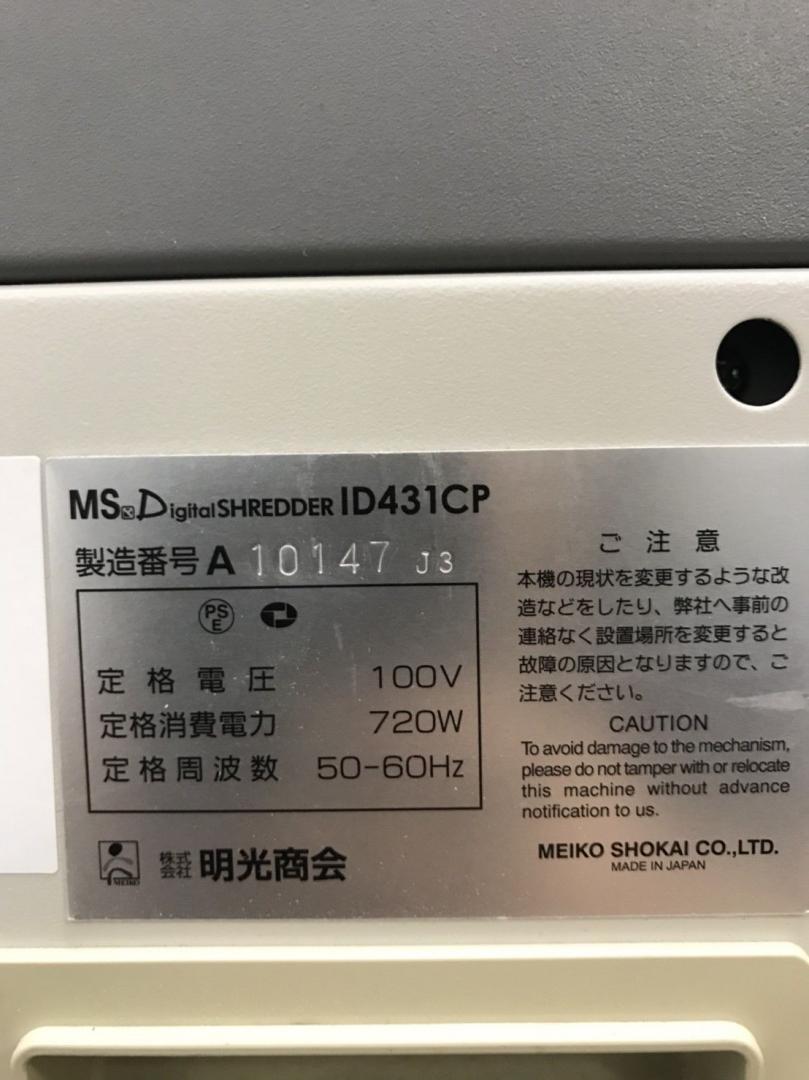 MS DigitalSHREDDER ID431CP
製造番号 A 10147 J3
PS
E
定格電圧 100V
定格消費電力 720W
定格周波数 50-60Hz
MEIKO
株式会社 明光商会
ご注意
本機の現状を変更するような改
造などをしたり、弊社へ事前の
連絡なく設置場所を変更すると
故障の原因となりますので、ご
注意ください。
CAUTION
To avoid damage to the mechanism,
please do not tamper with or relocate
this machine without advance
notification to us.
MEIKO SHOKAI CO.,LTD.
MADE IN JAPAN